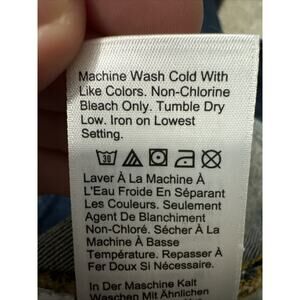 Machine Wash Cold With
Like Colors. Non-Chlorine
Bleach Only. Tumble Dry
Low. Iron on Lowest
Setting.
30
Laver À La Machine À
L'Eau Froide En Séparant
Les Couleurs. Seulement
Agent De Blanchiment
Non-Chloré. Sécher À La
Machine À Basse
Température. Repasser À
Fer Doux Si Nécessaire.
In Der Maschine Kalt
Waschen Mit Ähnlichen